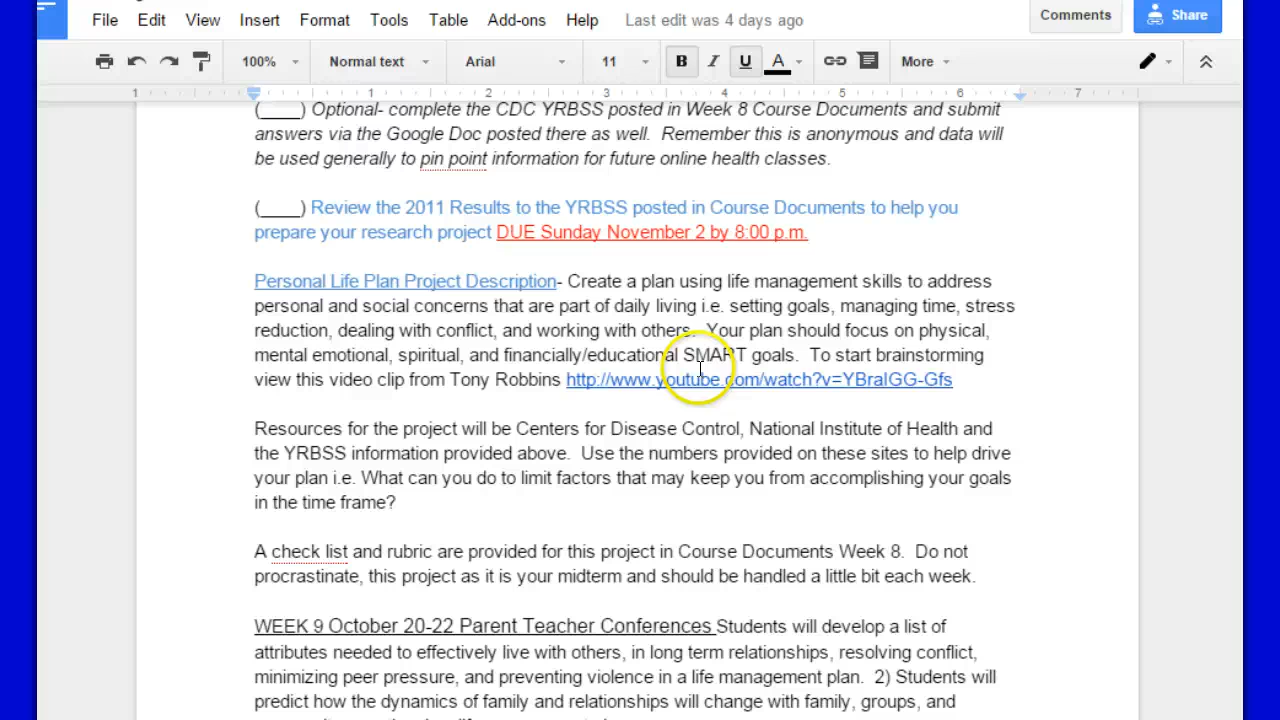 File Edit View Insert Format Tools Table Add-ons Help Last edit was 4 days ago Comments Share
100% Normal text Arial 11 B I U A More
1 1 2 3 4 5 6 7
(____) Optional- complete the CDC YRBSS posted in Week 8 Course Documents and submit
answers via the Google Doc posted there as well. Remember this is anonymous and data will
be used generally to pin point information for future online health classes.
(____) Review the 2011 Results to the YRBSS posted in Course Documents to help you
prepare your research project DUE Sunday November 2 by 8:00 p.m.
Personal Life Plan Project Description- Create a plan using life management skills to address
personal and social concerns that are part of daily living i.e. setting goals, managing time, stress
reduction, dealing with conflict, and working with others. Your plan should focus on physical,
mental emotional, spiritual, and financially/educational SMART goals. To start brainstorming
view this video clip from Tony Robbins http://www.youtube.com/watch?v=YBralGG-Gfs
Resources for the project will be Centers for Disease Control, National Institute of Health and
the YRBSS information provided above. Use the numbers provided on these sites to help drive
your plan i.e. What can you do to limit factors that may keep you from accomplishing your goals
in the time frame?
A check list and rubric are provided for this project in Course Documents Week 8. Do not
procrastinate, this project as it is your midterm and should be handled a little bit each week.
WEEK 9 October 20-22 Parent Teacher Conferences Students will develop a list of
attributes needed to effectively live with others, in long term relationships, resolving conflict,
minimizing peer pressure, and preventing violence in a life management plan. 2) Students will
predict how the dynamics of family and relationships will change with family, groups, and